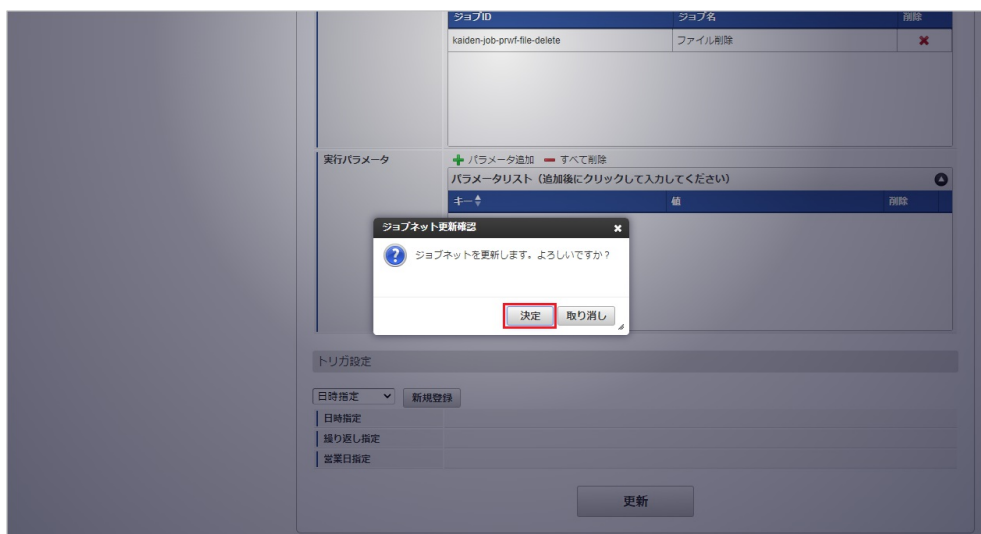 ジョブID ジョブ名 削除
kaiden-job-prwf-file-delete ファイル削除
実行パラメータ パラメータ追加 すべて削除
パラメータリスト（追加後にクリックして入力してください）
キー 値 削除
ジョブネット更新確認
ジョブネットを更新します。よろしいですか？
決定 取り消し
トリガ設定
日時指定 新規登録
日時指定
繰り返し指定
営業日指定
更新